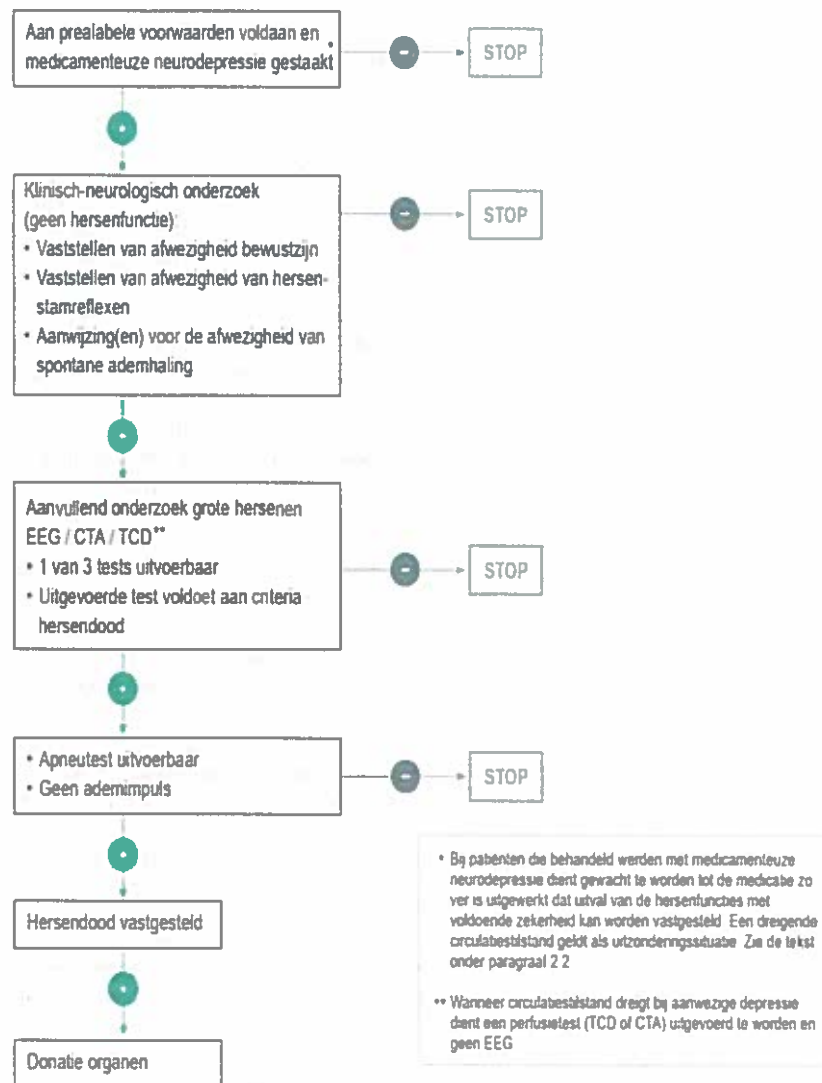 Aan prealabele voorwaarden voldaan en
medicamenteuze neurodepressie gestaakt*
STOP
Klinisch-neurologisch onderzoek
(geen hersenfunctie)
• Vaststellen van afwezigheid bewustzijn
• Vaststellen van afwezigheid van hersen-
stamreflexen
• Aanwijzing(en) voor de afwezigheid van
spontane ademhaling
STOP
Aanvullend onderzoek grote hersenen
EEG / CTA / TCD**
• 1 van 3 tests uitvoerbaar
• Uitgevoerde test voldoet aan criteria
hersendood
STOP
• Apneutest uitvoerbaar
• Geen ademimpuls
STOP
Hersendood vastgesteld
Donatie organen
* Bij patiënten die behandeld werden met medicamenteuze
neurodepressie dient gewacht te worden tot de medicatie zo
ver is uitgewerkt dat uitval van de hersenfuncties met
voldoende zekerheid kan worden vastgesteld. Een dreigende
circulatiestilstand geldt als uitzonderingssituatie. Zie de tekst
onder paragraaf 2.2
** Wanneer circulatiestilstand dreigt bij aanwezige depressie
dient een perfusietest (TCD of CTA) uitgevoerd te worden en
geen EEG